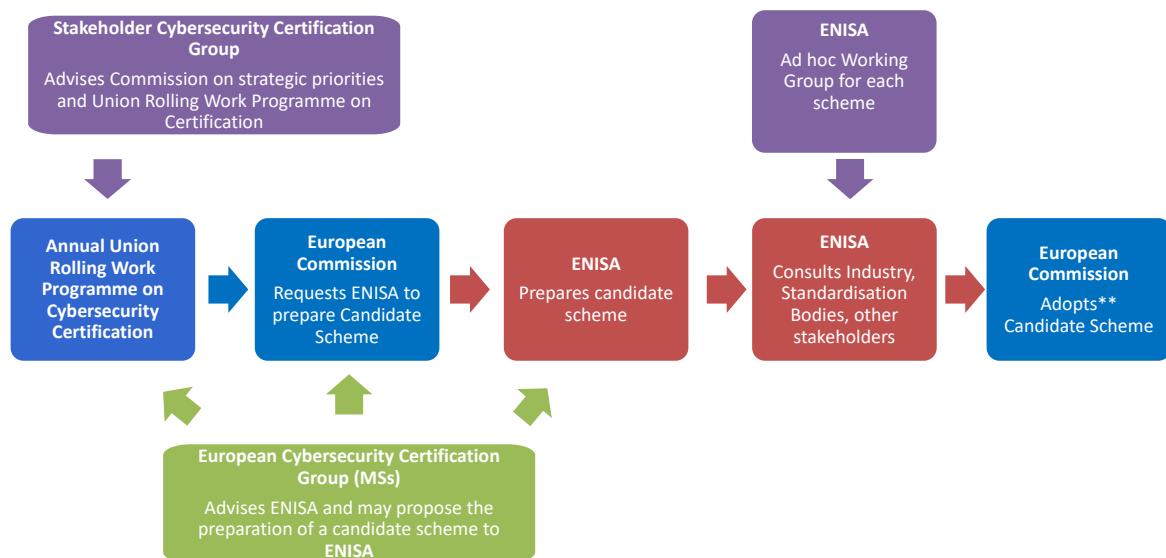 Stakeholder Cybersecurity Certification
Group
Advises Commission on strategic priorities
and Union Rolling Work Programme on
Certification
ENISA
Ad hoc Working
Group for each
scheme
Annual Union
Rolling Work
Programme on
Cybersecurity
Certification
European
Commission
Requests ENISA to
prepare Candidate
Scheme
ENISA
Prepares candidate
scheme
ENISA
Consults Industry,
Standardisation
Bodies, other
stakeholders
European
Commission
Adopts**
Candidate Scheme
European Cybersecurity Certification
Group (MSs)
Advises ENISA and may propose the
preparation of a candidate scheme to
ENISA